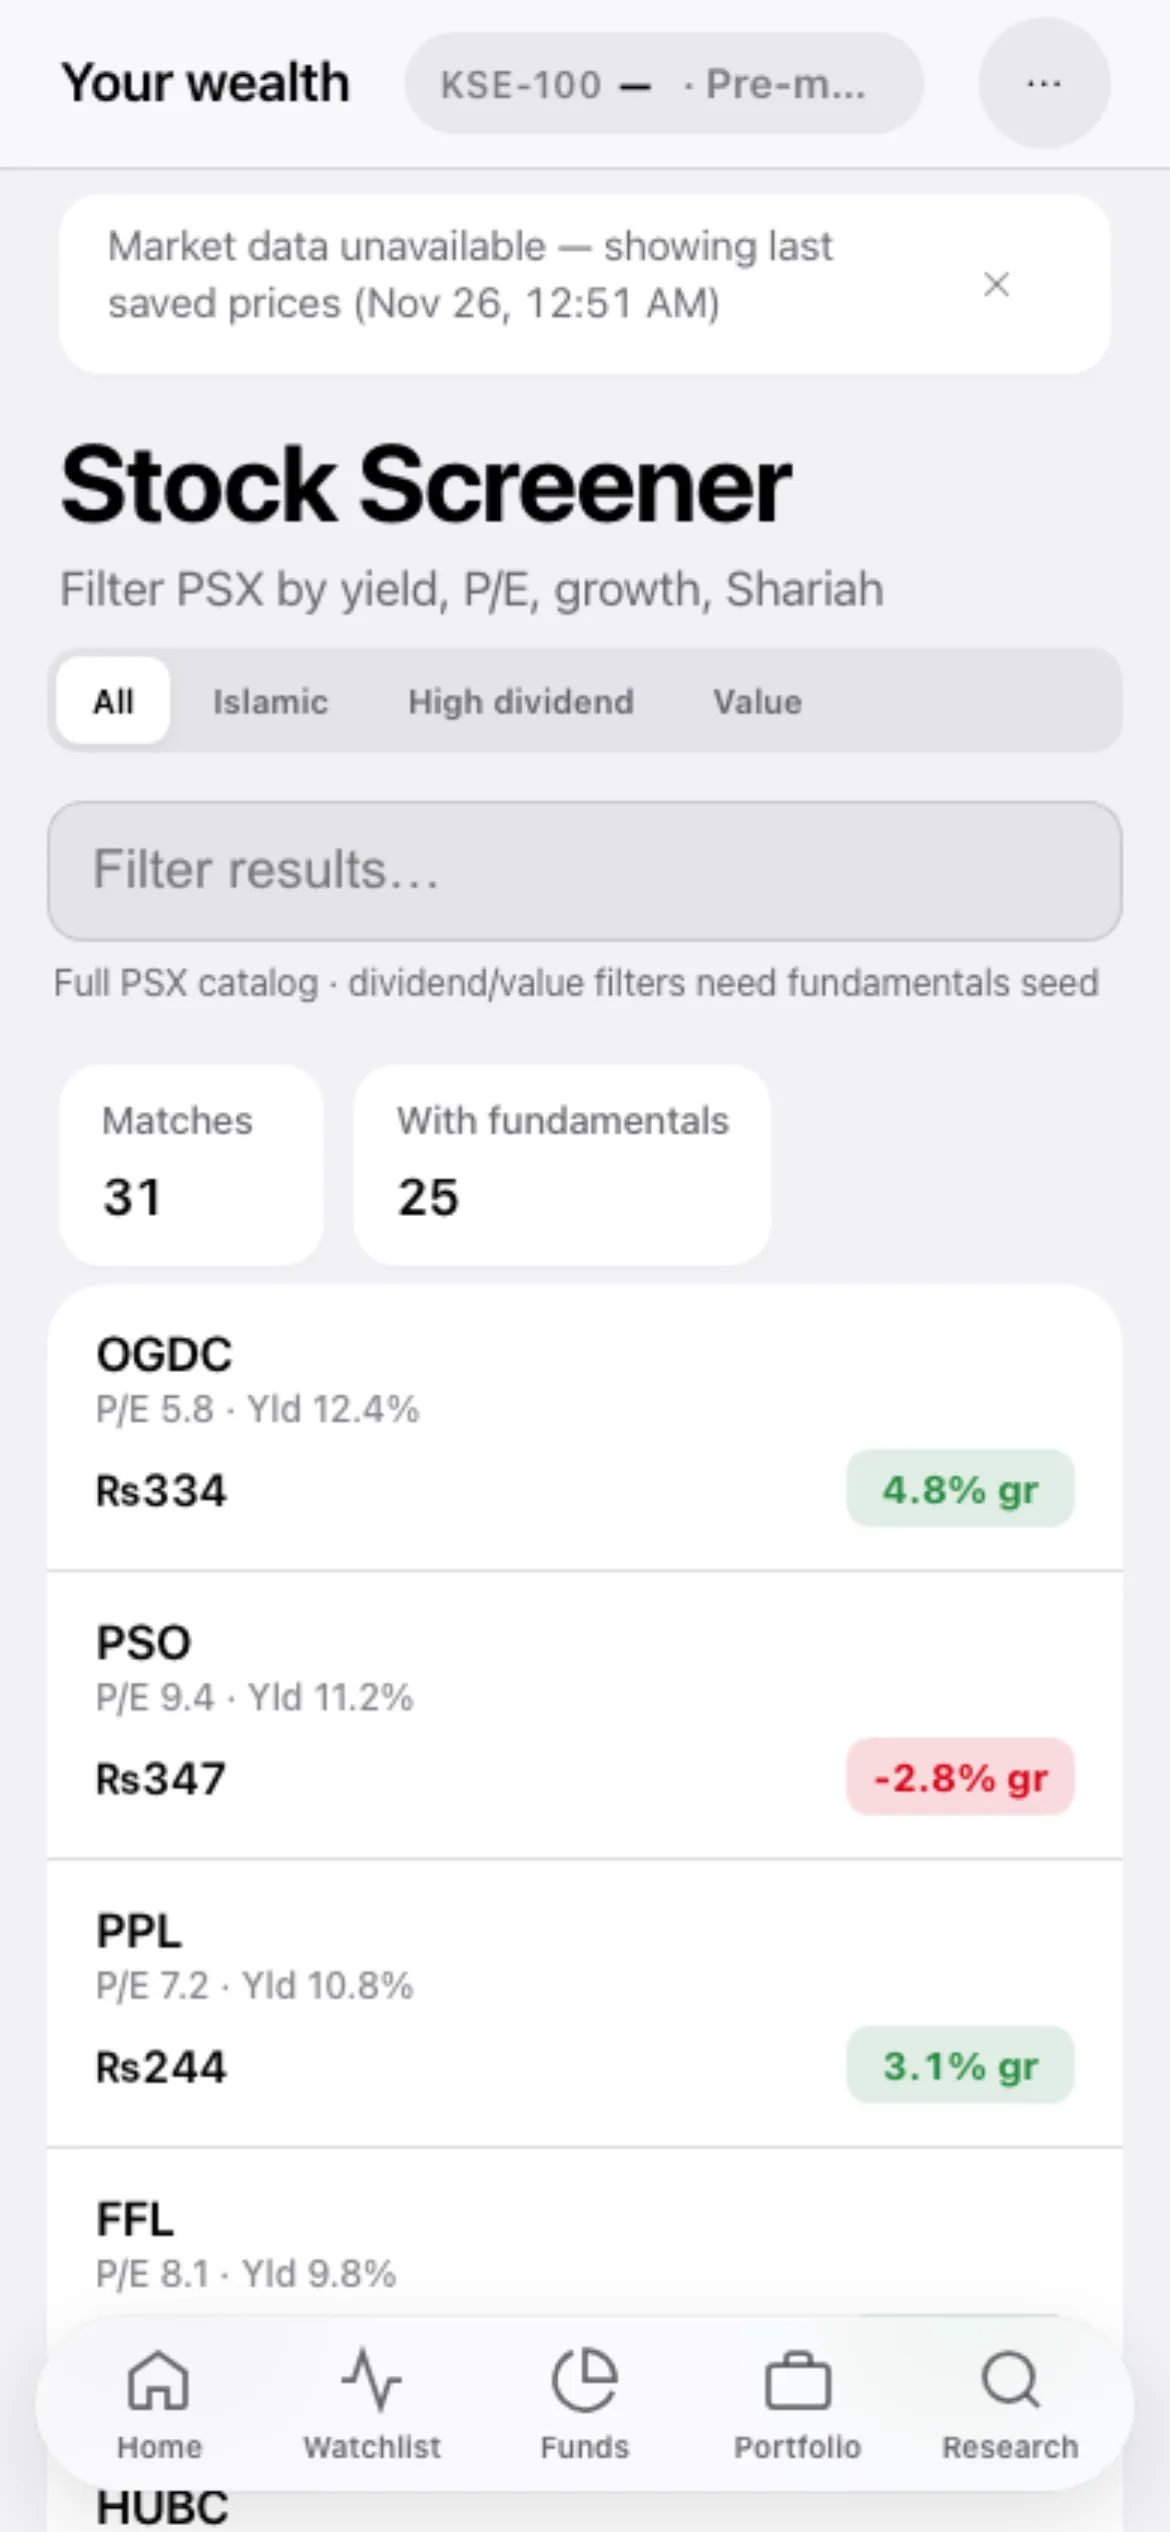 Your wealth
KSE-100 — · Pre-m...
...
Market data unavailable — showing last
saved prices (Nov 26, 12:51 AM)
Stock Screener
Filter PSX by yield, P/E, growth, Shariah
All Islamic High dividend Value
Filter results...
Full PSX catalog · dividend/value filters need fundamentals seed
Matches
31
With fundamentals
25
OGDC
P/E 5.8 · Yld 12.4%
₨334
4.8% gr
PSO
P/E 9.4 · Yld 11.2%
₨347
-2.8% gr
PPL
P/E 7.2 · Yld 10.8%
₨244
3.1% gr
FFL
P/E 8.1 · Yld 9.8%
Home Watchlist Funds Portfolio Research
HUBC